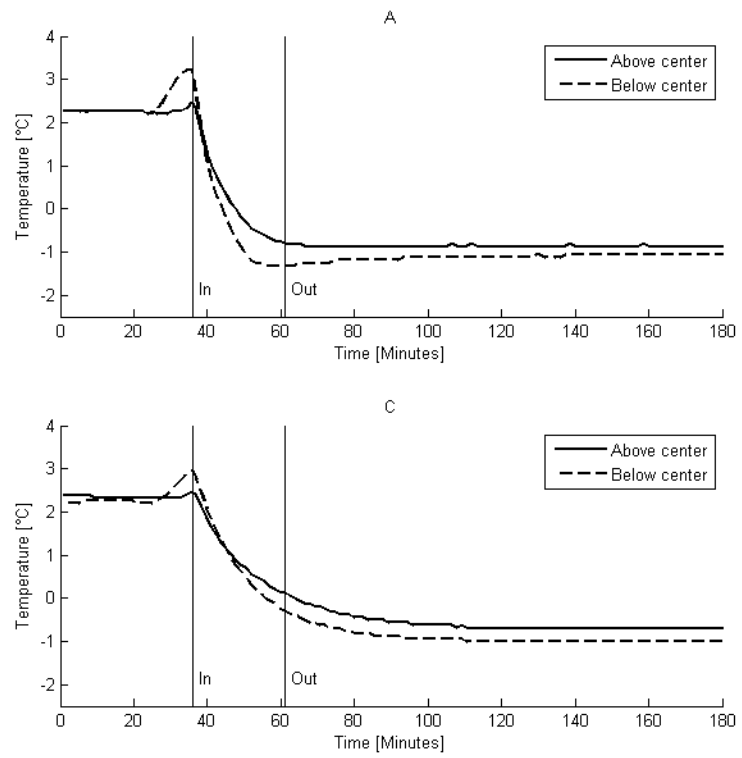 A
4
3
2
1
0
-1
-2
Temperature [°C]
Above center
Below center
In
Out
0 20 40 60 80 100 120 140 160 180
Time [Minutes]
C
4
3
2
1
0
-1
-2
Temperature [°C]
Above center
Below center
In
Out
0 20 40 60 80 100 120 140 160 180
Time [Minutes]